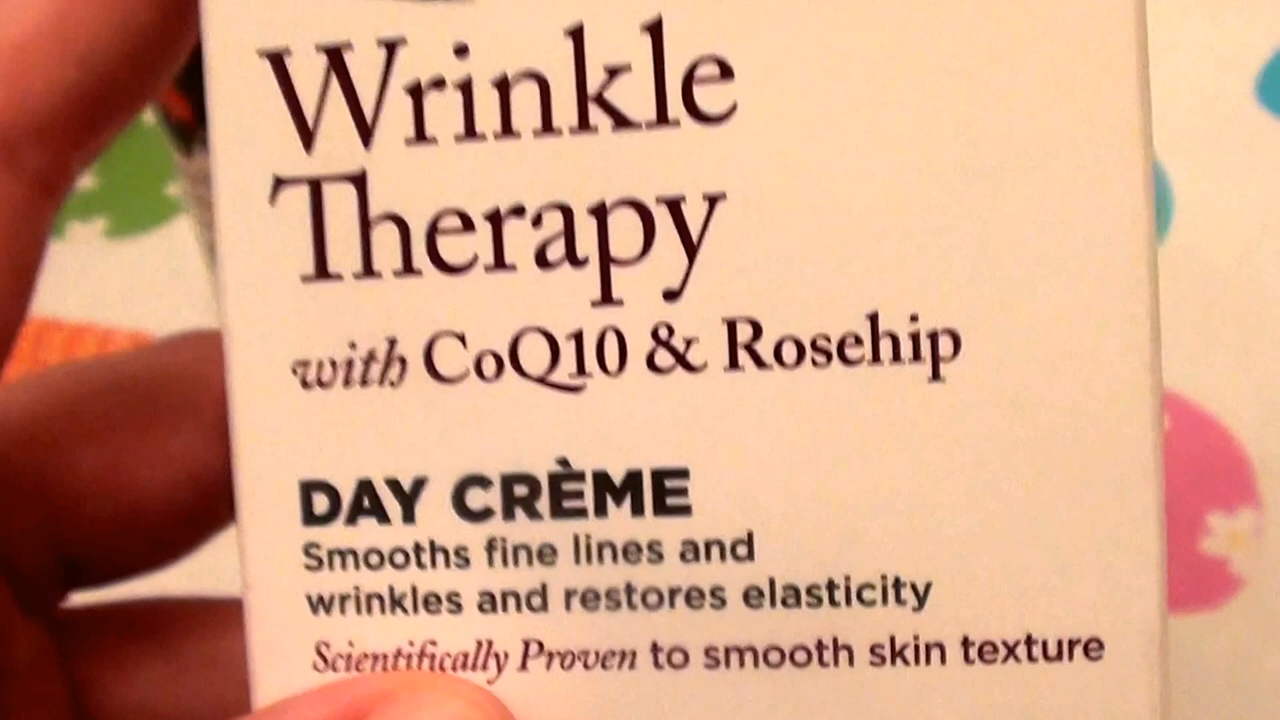 Wrinkle
Therapy
with CoQ10 & Rosehip
DAY CRÈME
Smooths fine lines and
wrinkles and restores elasticity
Scientifically Proven to smooth skin texture